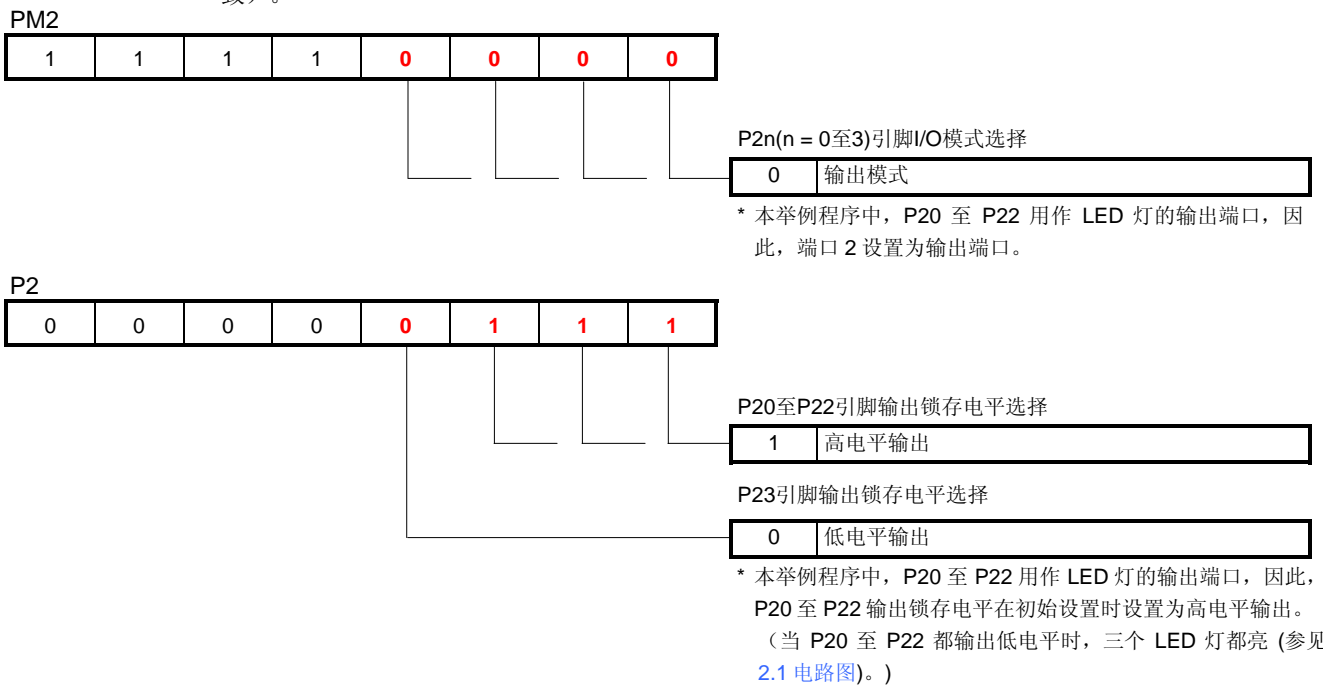 致）。
PM2
1 1 1 1 0 0 0 0
P2n(n = 0至3)引脚I/O模式选择
0 输出模式
* 本举例程序中，P20 至 P22 用作 LED 灯的输出端口，因
此，端口 2 设置为输出端口。
P2
0 0 0 0 0 1 1 1
P20至P22引脚输出锁存电平选择
1 高电平输出
P23引脚输出锁存电平选择
0 低电平输出
* 本举例程序中，P20 至 P22 用作 LED 灯的输出端口，因此，
P20 至 P22 输出锁存电平在初始设置时设置为高电平输出。
（当 P20 至 P22 都输出低电平时，三个 LED 灯都亮 (参见
2.1 电路图)。)